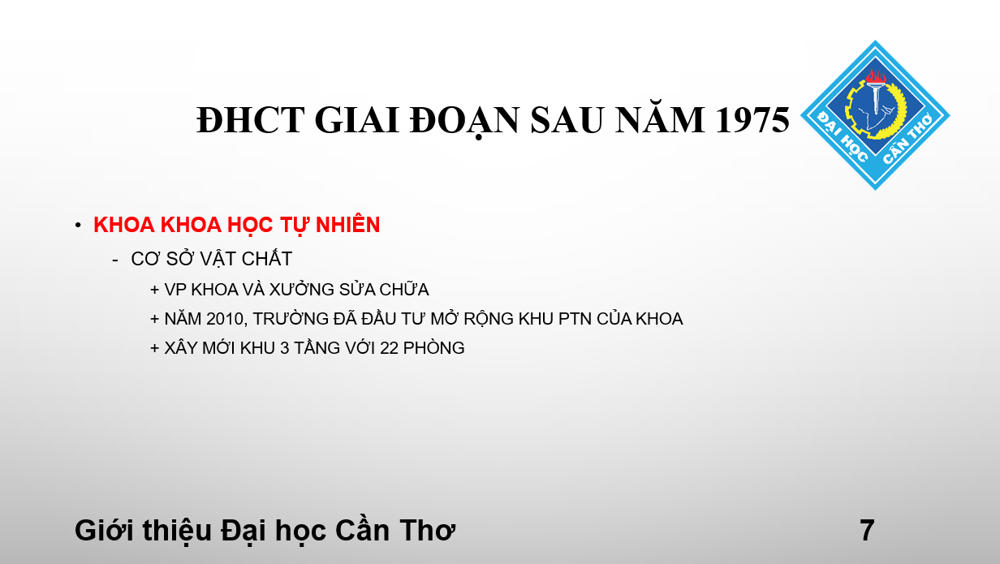 ĐHCT GIAI ĐOẠN SAU NĂM 1975
ĐẠI HỌC CẦN THƠ
• KHOA KHOA HỌC TỰ NHIÊN
- CƠ SỞ VẬT CHẤT
+ VP KHOA VÀ XƯỞNG SỬA CHỮA
+ NĂM 2010, TRƯỜNG ĐÃ ĐẦU TƯ MỞ RỘNG KHU PTN CỦA KHOA
+ XÂY MỚI KHU 3 TẦNG VỚI 22 PHÒNG
Giới thiệu Đại học Cần Thơ 7